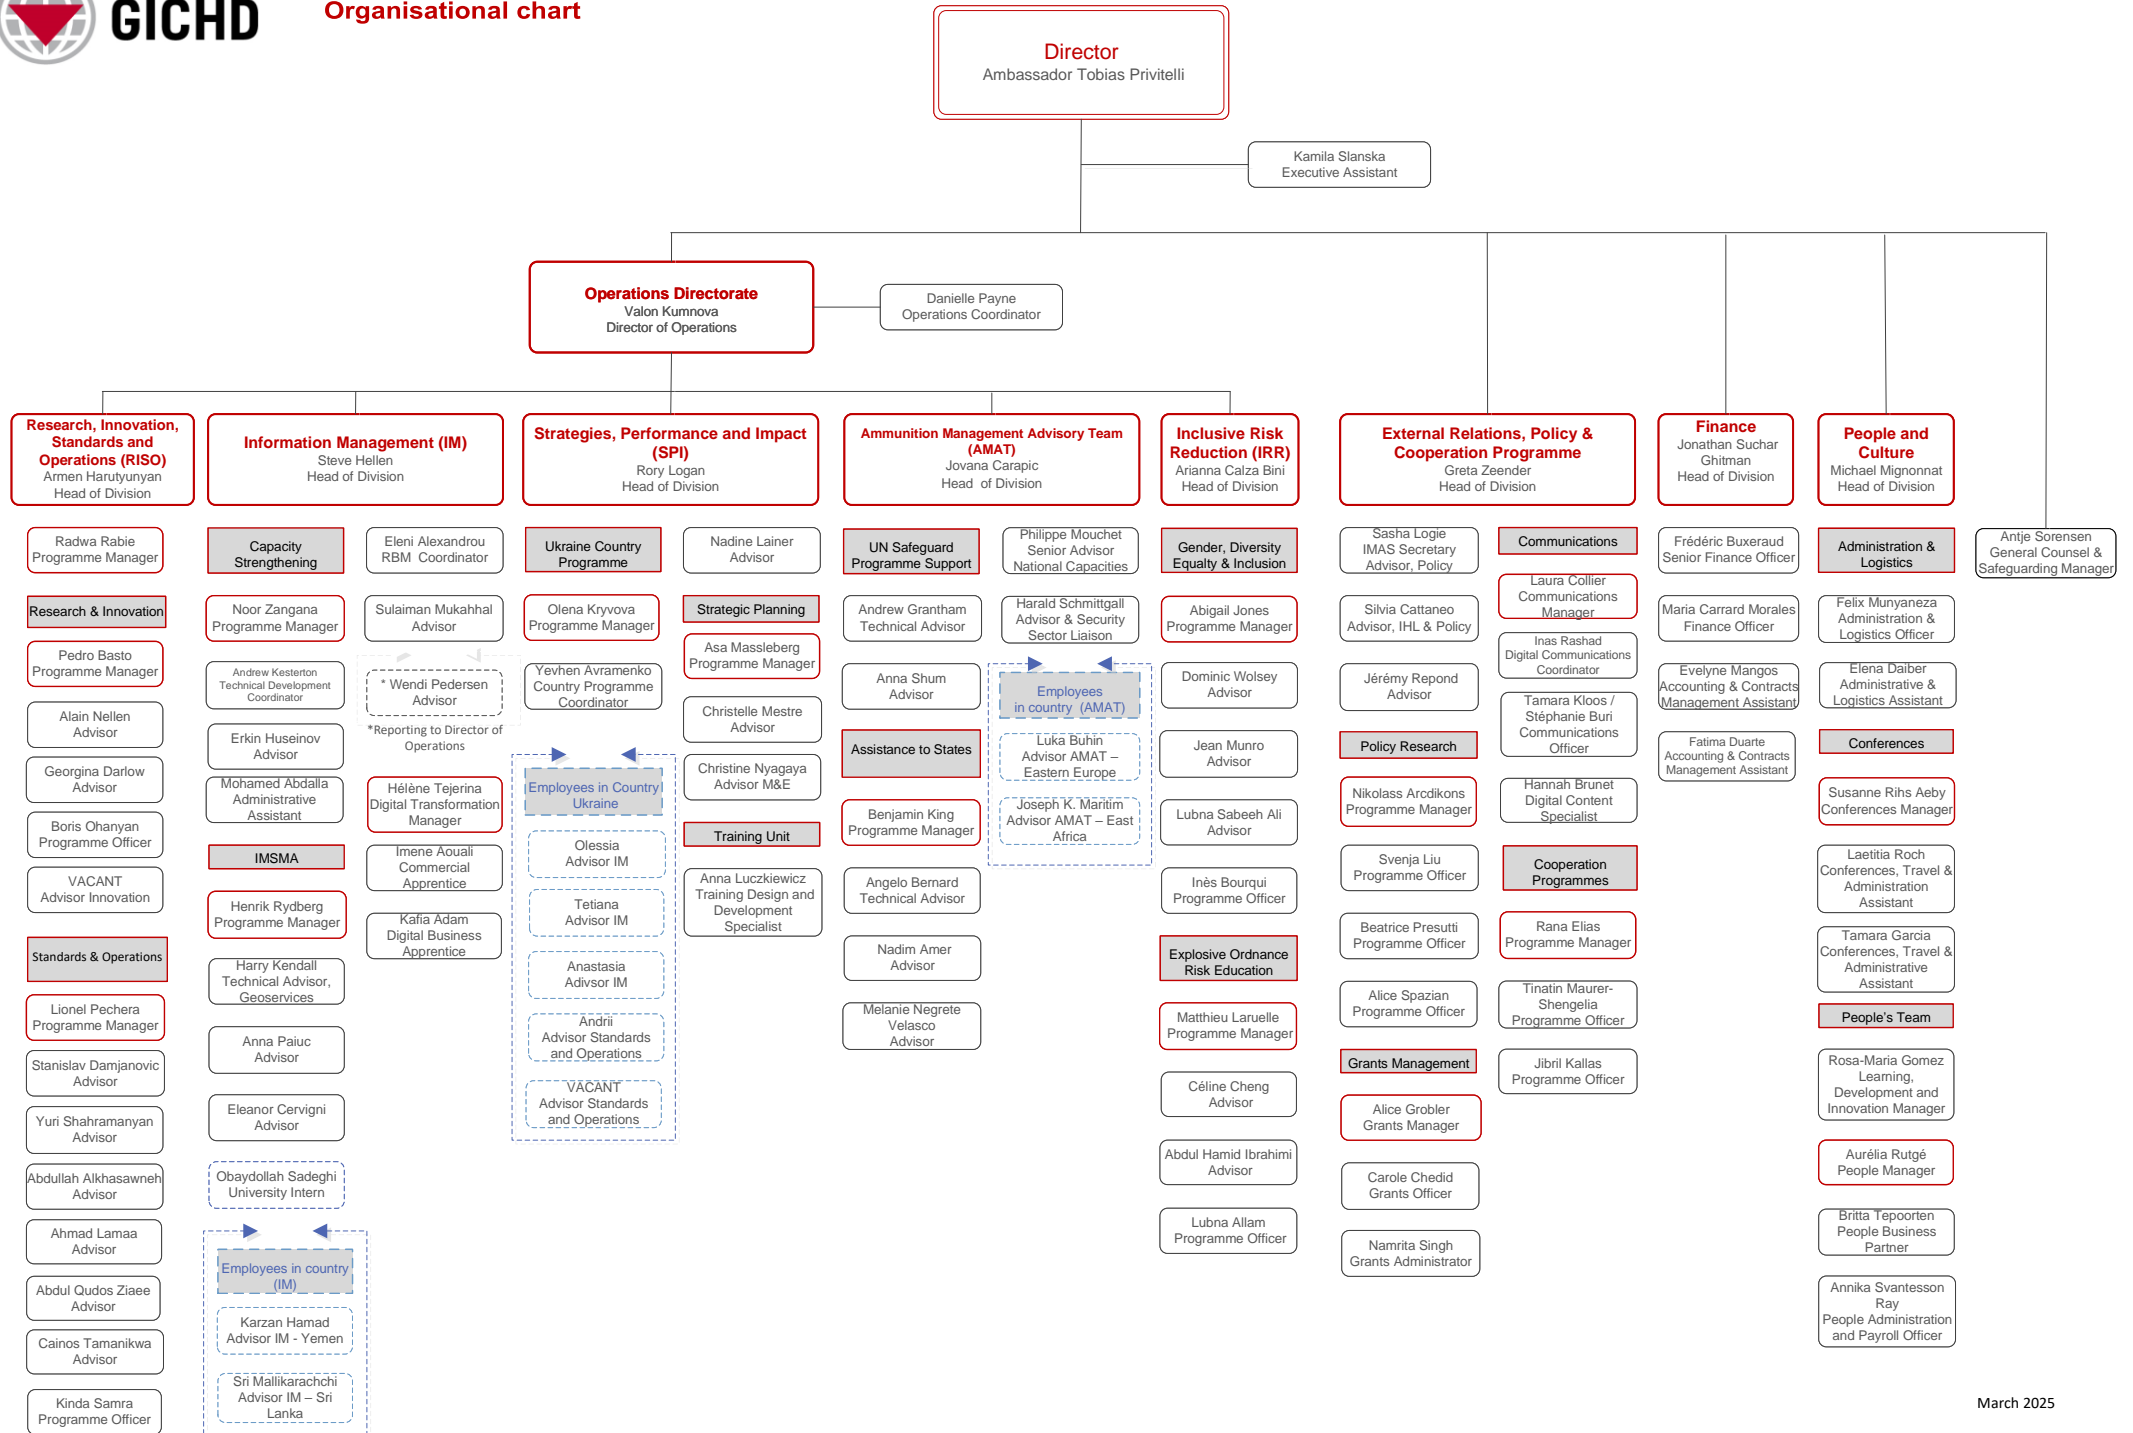 GICHD
Organisational chart
Director
Ambassador Tobias Privitelli
Kamila Slanska
Executive Assistant
Operations Directorate
Valon Kumnova
Director of Operations
Danielle Payne
Operations Coordinator
Research, Innovation,
Standards and
Operations (RISO)
Armen Harutyunyan
Head of Division
Radwa Rabie
Programme Manager
Research & Innovation
Pedro Basto
Programme Manager
Alain Nellen
Advisor
Georgina Darlow
Advisor
Boris Ohanyan
Programme Officer
VACANT
Advisor Innovation
Standards & Operations
Lionel Pechera
Programme Manager
Stanislav Damjanovic
Advisor
Yuri Shahramanyan
Advisor
Abdullah Alkhasawneh
Advisor
Ahmad Lamaa
Advisor
Abdul Qudos Ziaee
Advisor
Cainos Tamanikwa
Advisor
Kinda Samra
Programme Officer
Information Management (IM)
Steve Hellen
Head of Division
Capacity
Strengthening
Noor Zangana
Programme Manager
Andrew Kesterton
Technical Development
Coordinator
Erkin Huseinov
Advisor
Mohamed Abdalla
Administrative
Assistant
IMSMA
Henrik Rydberg
Programme Manager
Harry Kendall
Technical Advisor,
Geoservices
Anna Paiuc
Advisor
Eleanor Cervigni
Advisor
Obaydollah Sadeghi
University Intern
Employees in country
(IM)
Karzan Hamad
Advisor IM - Yemen
Sri Mallikarachchi
Advisor IM – Sri
Lanka
Eleni Alexandrou
RBM  Coordinator
Sulaiman Mukahhal
Advisor
* Wendi Pedersen
Advisor
*Reporting to Director of
Operations
Hélène Tejerina
Digital Transformation
Manager
Imene Aouali
Commercial
Apprentice
Kafia Adam
Digital Business
Apprentice
Strategies, Performance and Impact
(SPI)
Rory Logan
Head of Division
Ukraine Country
Programme
Olena Kryvova
Programme Manager
Yevhen Avramenko
Country Programme
Coordinator
Employees in Country
Ukraine
Olessia
Advisor IM
Tetiana
Advisor IM
Anastasia
Adivsor IM
Andrii
Advisor Standards
and Operations
VACANT
Advisor Standards
and Operations
Nadine Lainer
Advisor
Strategic Planning
Asa Massleberg
Programme Manager
Christelle Mestre
Advisor
Christine Nyagaya
Advisor M&E
Training Unit
Anna Luczkiewicz
Training Design and
Development
Specialist
Ammunition Management Advisory Team
(AMAT)
Jovana Carapic
Head  of Division
UN Safeguard
Programme Support
Andrew Grantham
Technical Advisor
Anna Shum
Advisor
Assistance to States
Benjamin King
Programme Manager
Angelo Bernard
Technical Advisor
Nadim Amer
Advisor
Melanie Negrete
Velasco
Advisor
Philippe Mouchet
Senior Advisor
National Capacities
Harald Schmittgall
Advisor & Security
Sector Liaison
Employees
in country  (AMAT)
Luka Buhin
Advisor AMAT –
Eastern Europe
Joseph K. Maritim
Advisor AMAT – East
Africa
Inclusive Risk
Reduction (IRR)
Arianna Calza Bini
Head of Division
Gender, Diversity
Equalty & Inclusion
Abigail Jones
Programme Manager
Dominic Wolsey
Advisor
Jean Munro
Advisor
Lubna Sabeeh Ali
Advisor
Inès Bourqui
Programme Officer
Explosive Ordnance
Risk Education
Matthieu Laruelle
Programme Manager
Céline Cheng
Advisor
Abdul Hamid Ibrahimi
Advisor
Lubna Allam
Programme Officer
External Relations, Policy &
Cooperation Programme
Greta Zeender
Head of Division
Sasha Logie
IMAS Secretary
Advisor, Policy
Silvia Cattaneo
Advisor, IHL & Policy
Jérémy Repond
Advisor
Policy Research
Nikolass Arcdikons
Programme Manager
Svenja Liu
Programme Officer
Beatrice Presutti
Programme Officer
Alice Spazian
Programme Officer
Grants Management
Alice Grobler
Grants Manager
Carole Chedid
Grants Officer
Namrita Singh
Grants Administrator
Communications
Laura Collier
Communications
Manager
Inas Rashad
Digital Communications
Coordinator
Tamara Kloos /
Stéphanie Buri
Communications
Officer
Hannah Brunet
Digital Content
Specialist
Cooperation
Programmes
Rana Elias
Programme Manager
Tinatin Maurer-
Shengelia
Programme Officer
Jibril Kallas
Programme Officer
Finance
Jonathan Suchar
Ghitman
Head of Division
Frédéric Buxeraud
Senior Finance Officer
Maria Carrard Morales
Finance Officer
Evelyne Mangos
Accounting & Contracts
Management Assistant
Fatima Duarte
Accounting & Contracts
Management Assistant
People and
Culture
Michael Mignonnat
Head of Division
Administration &
Logistics
Felix Munyaneza
Administration &
Logistics Officer
Elena Daiber
Administrative &
Logistics Assistant
Conferences
Susanne Rihs Aeby
Conferences Manager
Laetitia Roch
Conferences, Travel &
Administration
Assistant
Tamara Garcia
Conferences, Travel &
Administrative
Assistant
People's Team
Rosa-Maria Gomez
Learning,
Development and
Innovation Manager
Aurélia Rutgé
People Manager
Britta Tepoorten
People Business
Partner
Annika Svantesson
Ray
People Administration
and Payroll Officer
Antje Sorensen
General Counsel &
Safeguarding Manager
March 2025